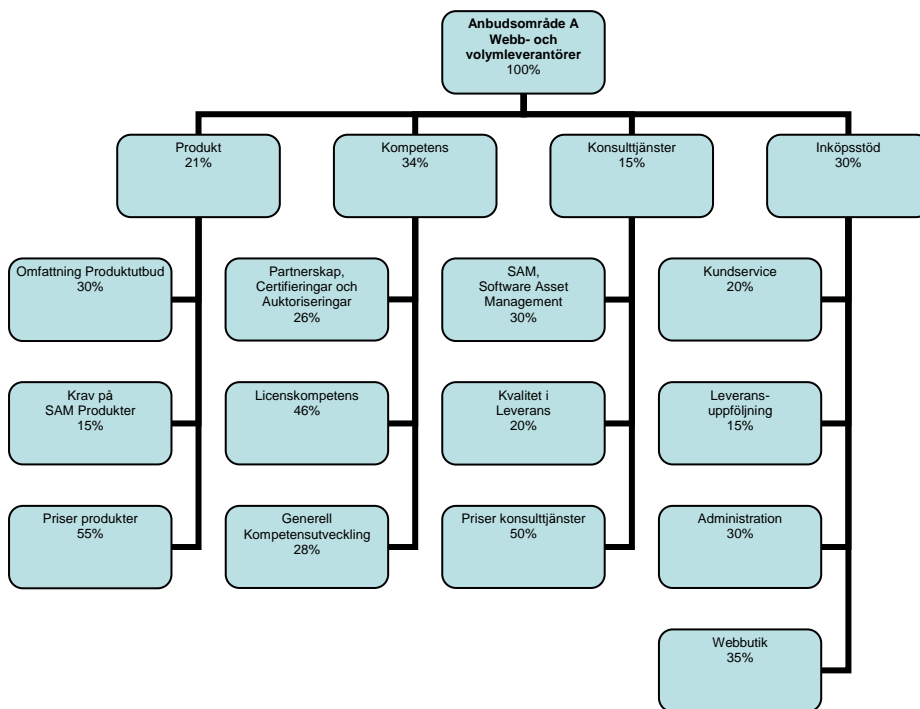 Anbudsområde A
Webb- och
volymleverantörer
100%
Produkt
21%
Kompetens
34%
Konsulttjänster
15%
Inköpsstöd
30%
Omfattning Produktutbud
30%
Partnerskap,
Certifieringar och
Auktoriseringar
26%
SAM,
Software Asset
Management
30%
Kundservice
20%
Krav på
SAM Produkter
15%
Licenskompetens
46%
Kvalitet i
Leverans
20%
Leverans-
uppföljning
15%
Priser produkter
55%
Generell
Kompetensutveckling
28%
Priser konsulttjänster
50%
Administration
30%
Webbutik
35%